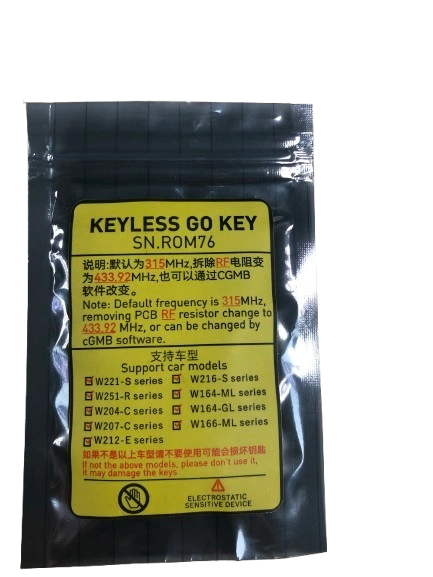 KEYLESS GO KEY
SN.ROM76
说明:默认为315MHz,拆除RF电阻变
为433.92MHz,也可以通过CGMB
软件改变。
Note: Default frequency is 315MHz,
removing PCB RF resistor change to
433.92 MHz, or can be changed by
cGMB software.
支持车型
Support car models
W221-S series
W216-S series
W251-R series
W164-ML series
W204-C series
W164-GL series
W207-C series
W166-ML series
W212-E series
如果不是以上车型请不要使用可能会损坏钥匙
If not the above models, please don't use it,
it may damage the keys
ELECTROSTATIC
SENSITIVE DEVICE